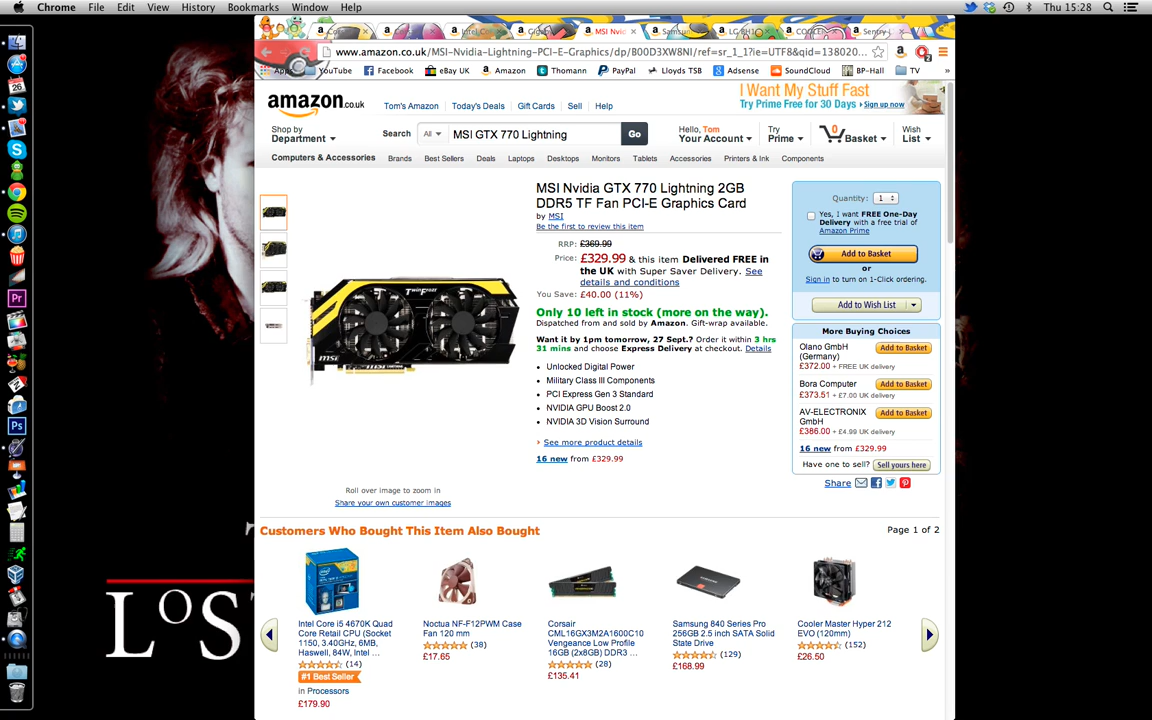 Chrome File Edit View History Bookmarks Window Help
Thu 15:28
MSI Nvid
www.amazon.co.uk/MSI-Nvidia-Lightning-PCI-E-Graphics/dp/B00D3XW8NI/ref=sr_1_1?ie=UTF8&qid=138020...
Apps YouTube Facebook eBay UK Amazon Thomann PayPal Lloyds TSB Adsense SoundCloud BP-Hall TV »
amazon.co.uk
Tom's Amazon Today's Deals Gift Cards Sell Help
I Want My Stuff Fast
Try Prime Free for 30 Days Sign up now
Shop by
Department
Search All MSI GTX 770 Lightning Go
Hello, Tom
Your Account
Try
Prime
0
Basket
Wish
List
Computers & Accessories Brands Best Sellers Deals Laptops Desktops Monitors Tablets Accessories Printers & Ink Components
MSI Nvidia GTX 770 Lightning 2GB
DDR5 TF Fan PCI-E Graphics Card
by MSI
Be the first to review this item
RRP: £369.99
Price: £329.99 & this item Delivered FREE in
the UK with Super Saver Delivery. See
details and conditions
You Save: £40.00 (11%)
Only 10 left in stock (more on the way).
Dispatched from and sold by Amazon. Gift-wrap available.
Want it by 1pm tomorrow, 27 Sept.? Order it within 3 hrs
31 mins and choose Express Delivery at checkout. Details
Unlocked Digital Power
Military Class III Components
PCI Express Gen 3 Standard
NVIDIA GPU Boost 2.0
NVIDIA 3D Vision Surround
See more product details
16 new from £329.99
Twin Frozr
msi
Roll over image to zoom in
Share your own customer images
Quantity: 1
Yes, I want FREE One-Day
Delivery with a free trial of
Amazon Prime
Add to Basket
or
Sign in to turn on 1-Click ordering.
Add to Wish List
More Buying Choices
Olano GmbH
(Germany)
Add to Basket
£372.00 + FREE UK delivery
Bora Computer Add to Basket
£373.51 + £7.00 UK delivery
AV-ELECTRONIX
GmbH
Add to Basket
£386.00 + £4.99 UK delivery
16 new from £329.99
Have one to sell? Sell yours here
Share
Customers Who Bought This Item Also Bought
Page 1 of 2
Intel Core i5 4670K Quad
Core Retail CPU (Socket
1150, 3.40GHz, 6MB,
Haswell, 84W, Intel ...
(14)
#1 Best Seller
in Processors
£179.90
Noctua NF-F12PWM Case
Fan 120 mm
(38)
£17.65
Corsair
CML16GX3M2A1600C10
Vengeance Low Profile
16GB (2x8GB) DDR3 ...
(28)
£135.41
Samsung 840 Series Pro
256GB 2.5 inch SATA Solid
State Drive
(129)
£168.99
Cooler Master Hyper 212
EVO (120mm)
(152)
£26.50
Pr
Ps
LOST